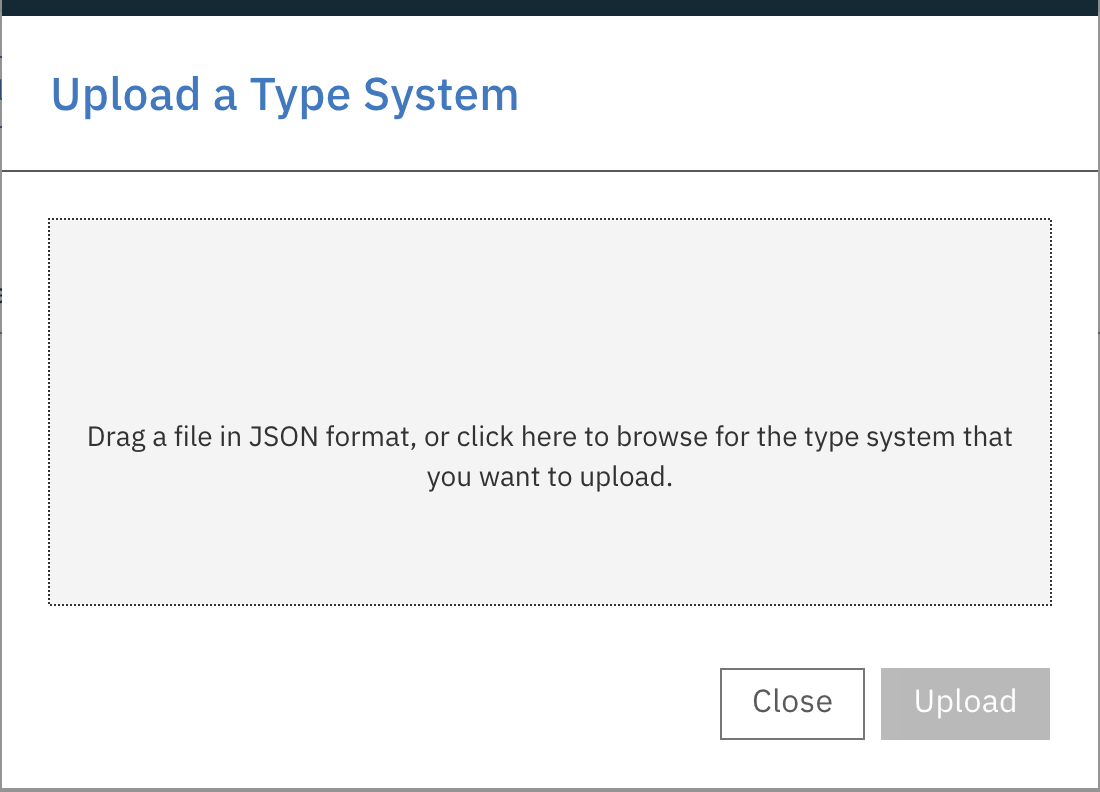 Upload a Type System
Drag a file in JSON format, or click here to browse for the type system that
you want to upload.
Close
Upload